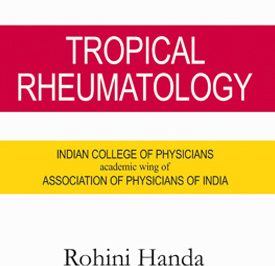 TROPICAL
RHEUMATOLOGY
INDIAN COLLEGE OF PHYSICIANS
academic wing of
ASSOCIATION OF PHYSICIANS OF INDIA
Rohini Handa